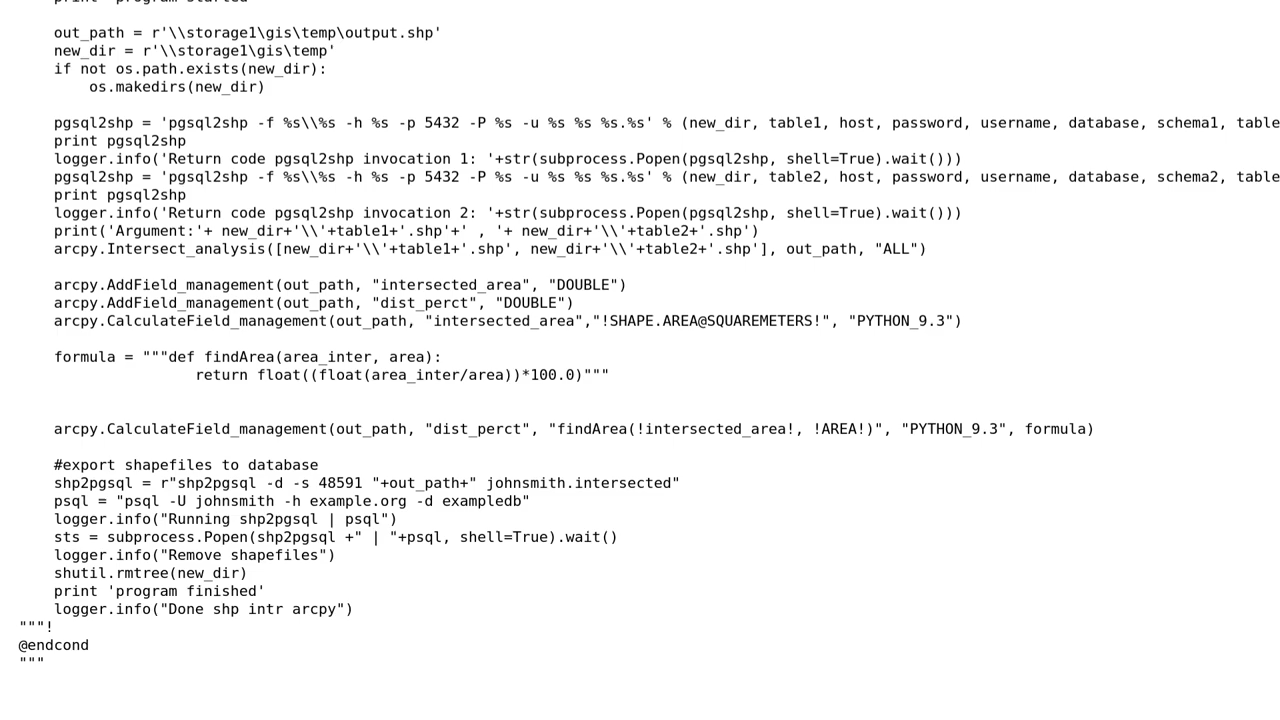 print 'program started'
out_path = r'\\storage1\gis\temp\output.shp'
new_dir = r'\\storage1\gis\temp'
if not os.path.exists(new_dir):
os.makedirs(new_dir)
pgsql2shp = 'pgsql2shp -f %s\\%s -h %s -p 5432 -P %s -u %s %s %s.%s' % (new_dir, table1, host, password, username, database, schema1, table
print pgsql2shp
logger.info('Return code pgsql2shp invocation 1: '+str(subprocess.Popen(pgsql2shp, shell=True).wait()))
pgsql2shp = 'pgsql2shp -f %s\\%s -h %s -p 5432 -P %s -u %s %s %s.%s' % (new_dir, table2, host, password, username, database, schema2, table
print pgsql2shp
logger.info('Return code pgsql2shp invocation 2: '+str(subprocess.Popen(pgsql2shp, shell=True).wait()))
print('Argument:'+ new_dir+'\\'+table1+'.shp'+' , '+ new_dir+'\\'+table2+'.shp')
arcpy.Intersect_analysis([new_dir+'\\'+table1+'.shp', new_dir+'\\'+table2+'.shp'], out_path, "ALL")
arcpy.AddField_management(out_path, "intersected_area", "DOUBLE")
arcpy.AddField_management(out_path, "dist_perct", "DOUBLE")
arcpy.CalculateField_management(out_path, "intersected_area","!SHAPE.AREA@SQUAREMETERS!", "PYTHON_9.3")
formula = """def findArea(area_inter, area):
return float((float(area_inter/area))*100.0)"""
arcpy.CalculateField_management(out_path, "dist_perct", "findArea(!intersected_area!, !AREA!)", "PYTHON_9.3", formula)
#export shapefiles to database
shp2pgsql = r"shp2pgsql -d -s 48591 "+out_path+" johnsmith.intersected"
psql = "psql -U johnsmith -h example.org -d exampledb"
logger.info("Running shp2pgsql | psql")
sts = subprocess.Popen(shp2pgsql +" | "+psql, shell=True).wait()
logger.info("Remove shapefiles")
shutil.rmtree(new_dir)
print 'program finished'
logger.info("Done shp intr arcpy")
"""!
@endcond
"""